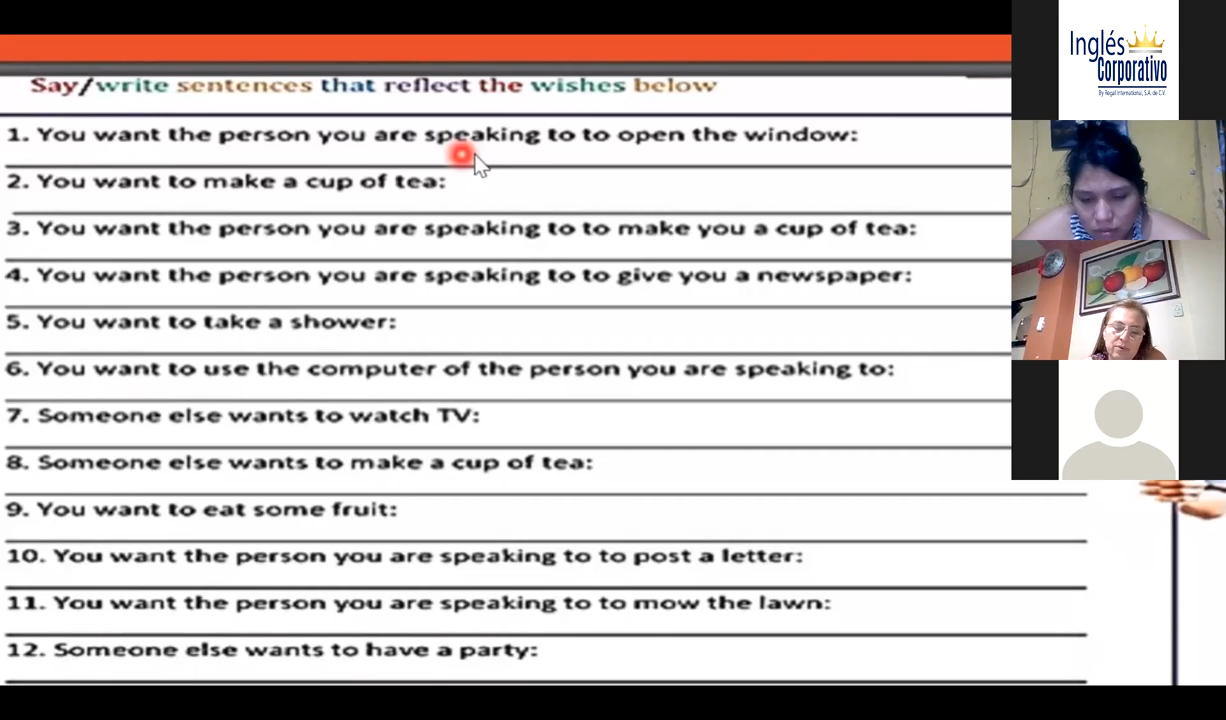 Say/write sentences that reflect the wishes below
1. You want the person you are speaking to to open the window:
2. You want to make a cup of tea:
3. You want the person you are speaking to to make you a cup of tea:
4. You want the person you are speaking to to give you a newspaper:
5. You want to take a shower:
6. You want to use the computer of the person you are speaking to:
7. Someone else wants to watch TV:
8. Someone else wants to make a cup of tea:
9. You want to eat some fruit:
10. You want the person you are speaking to to post a letter:
11. You want the person you are speaking to to mow the lawn:
12. Someone else wants to have a party:
Inglés
Corporativo
By Regall International, S.A. de C.V.